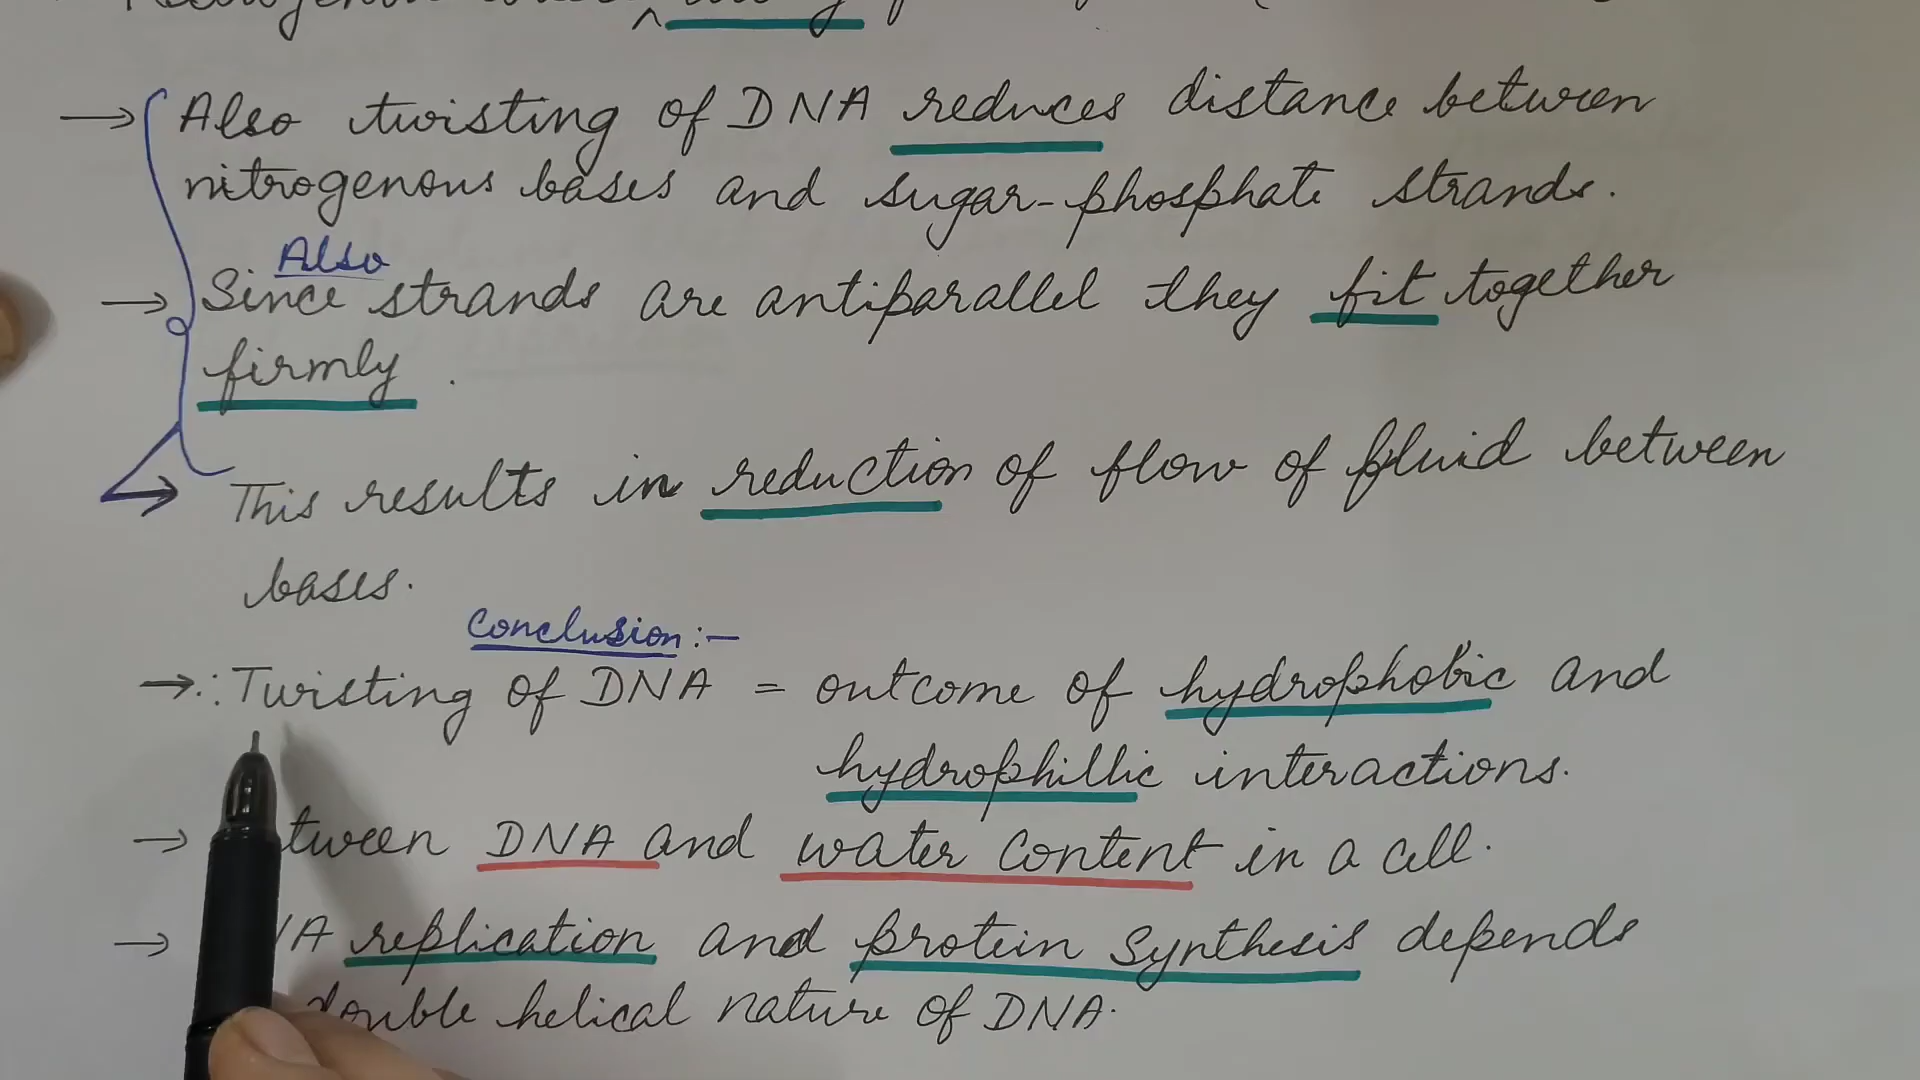 → Also twisting of DNA reduces distance between
nitrogenous bases and sugar-phosphate strands.
Also
→ Since strands are antiparallel they fit together
firmly.
→ This results in reduction of flow of fluid between
bases.
Conclusion:-
→ ∴ Twisting of DNA = outcome of hydrophobic and
hydrophillic interactions.
→ tween DNA and water content in a cell.
→ A replication and protein synthesis depends
double helical nature of DNA.